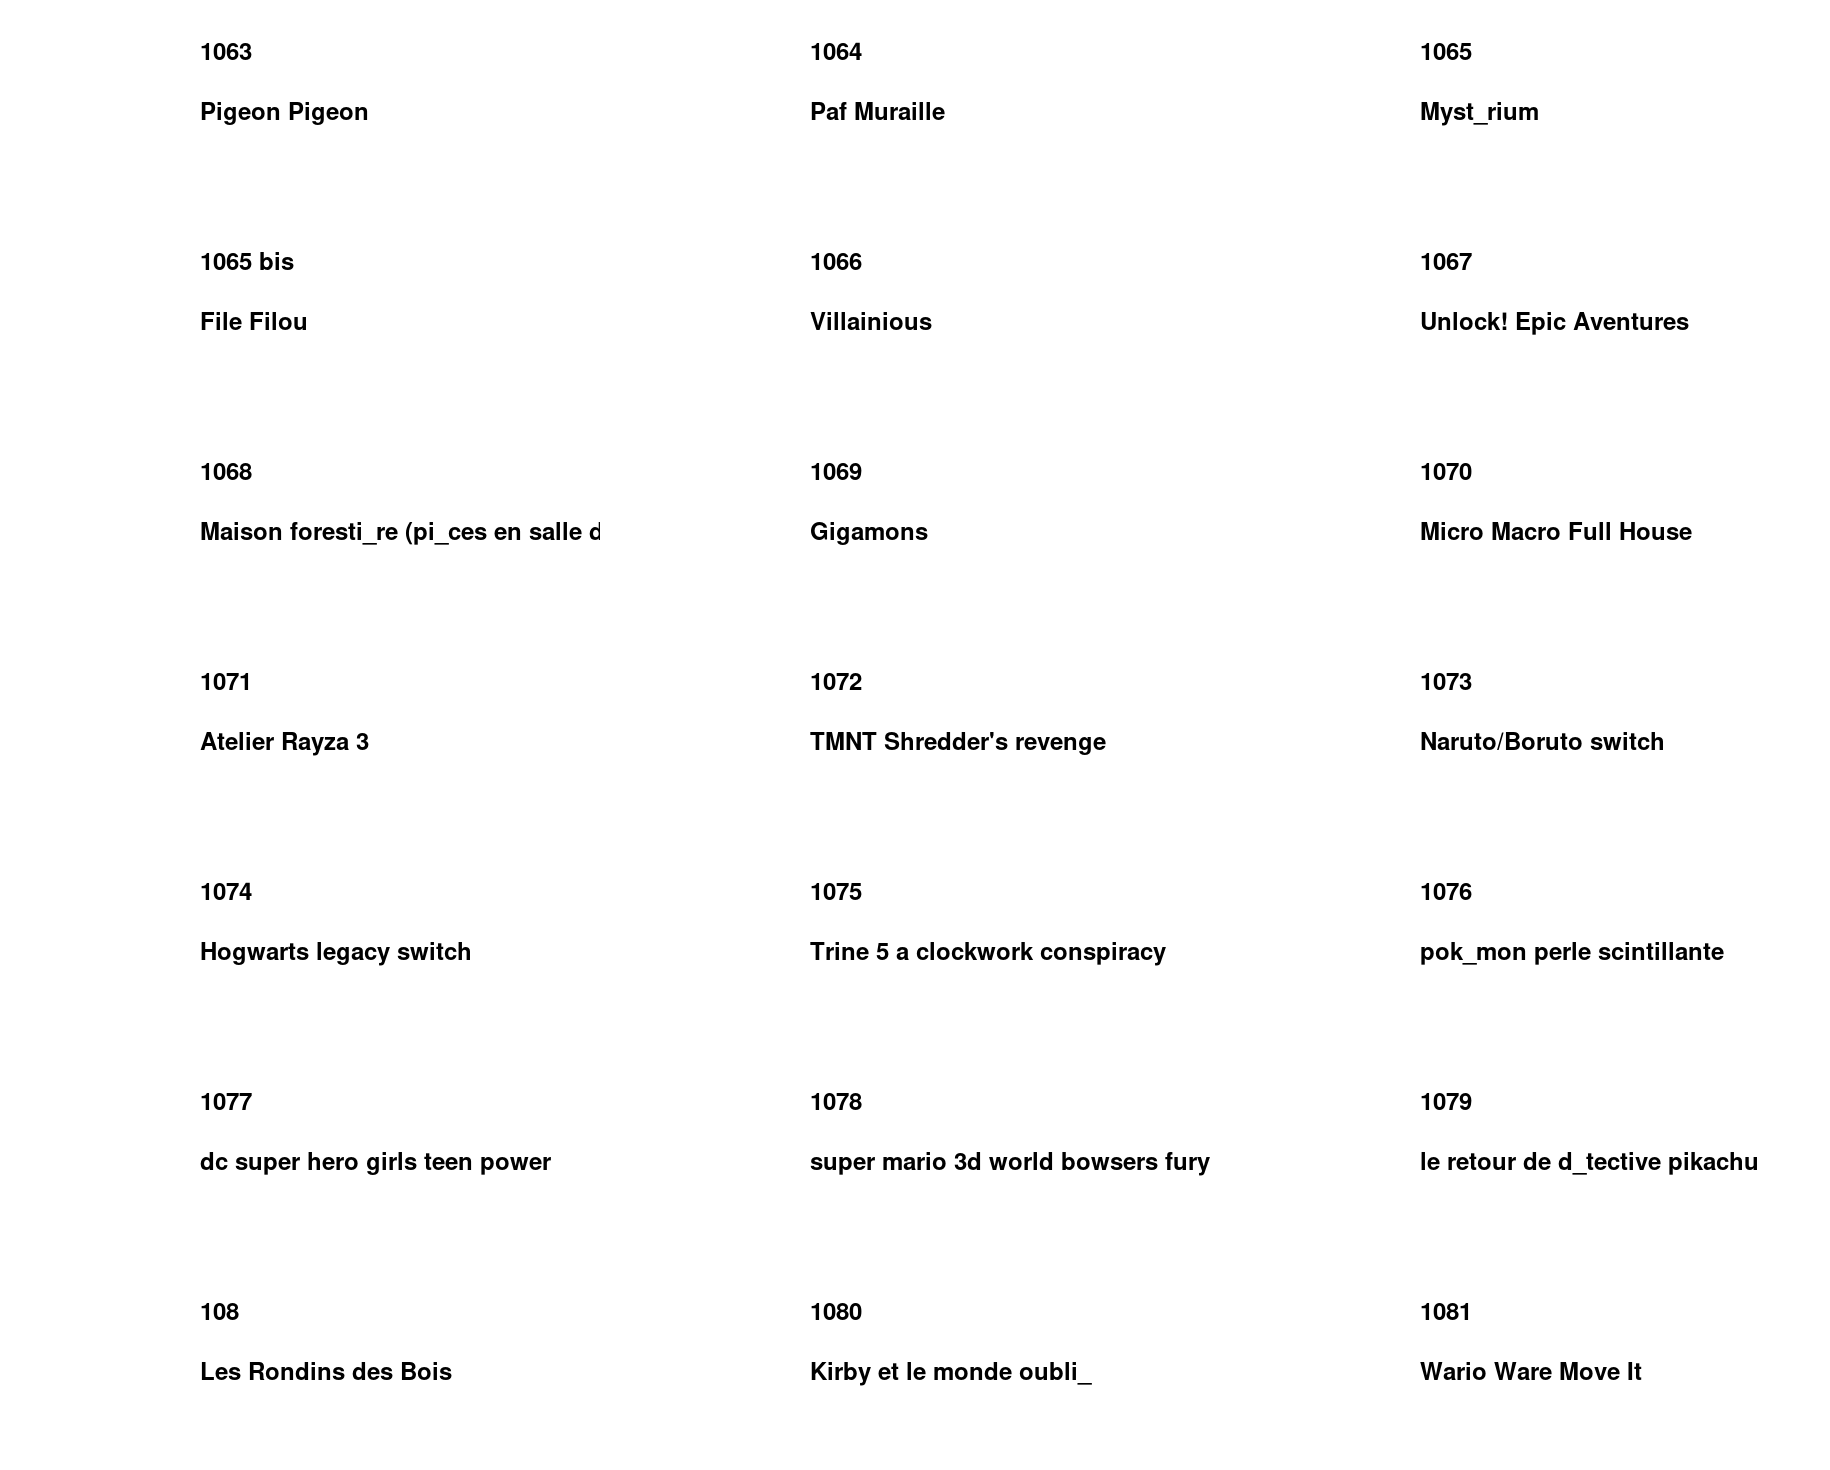 1063
Pigeon Pigeon
1064
Paf Muraille
1065
Myst_rium
1065 bis
File Filou
1066
Villainious
1067
Unlock! Epic Aventures
1068
Maison foresti_re (pi_ces en salle d
1069
Gigamons
1070
Micro Macro Full House
1071
Atelier Rayza 3
1072
TMNT Shredder's revenge
1073
Naruto/Boruto switch
1074
Hogwarts legacy switch
1075
Trine 5 a clockwork conspiracy
1076
pok_mon perle scintillante
1077
dc super hero girls teen power
1078
super mario 3d world bowsers fury
1079
le retour de d_tective pikachu
108
Les Rondins des Bois
1080
Kirby et le monde oubli_
1081
Wario Ware Move It